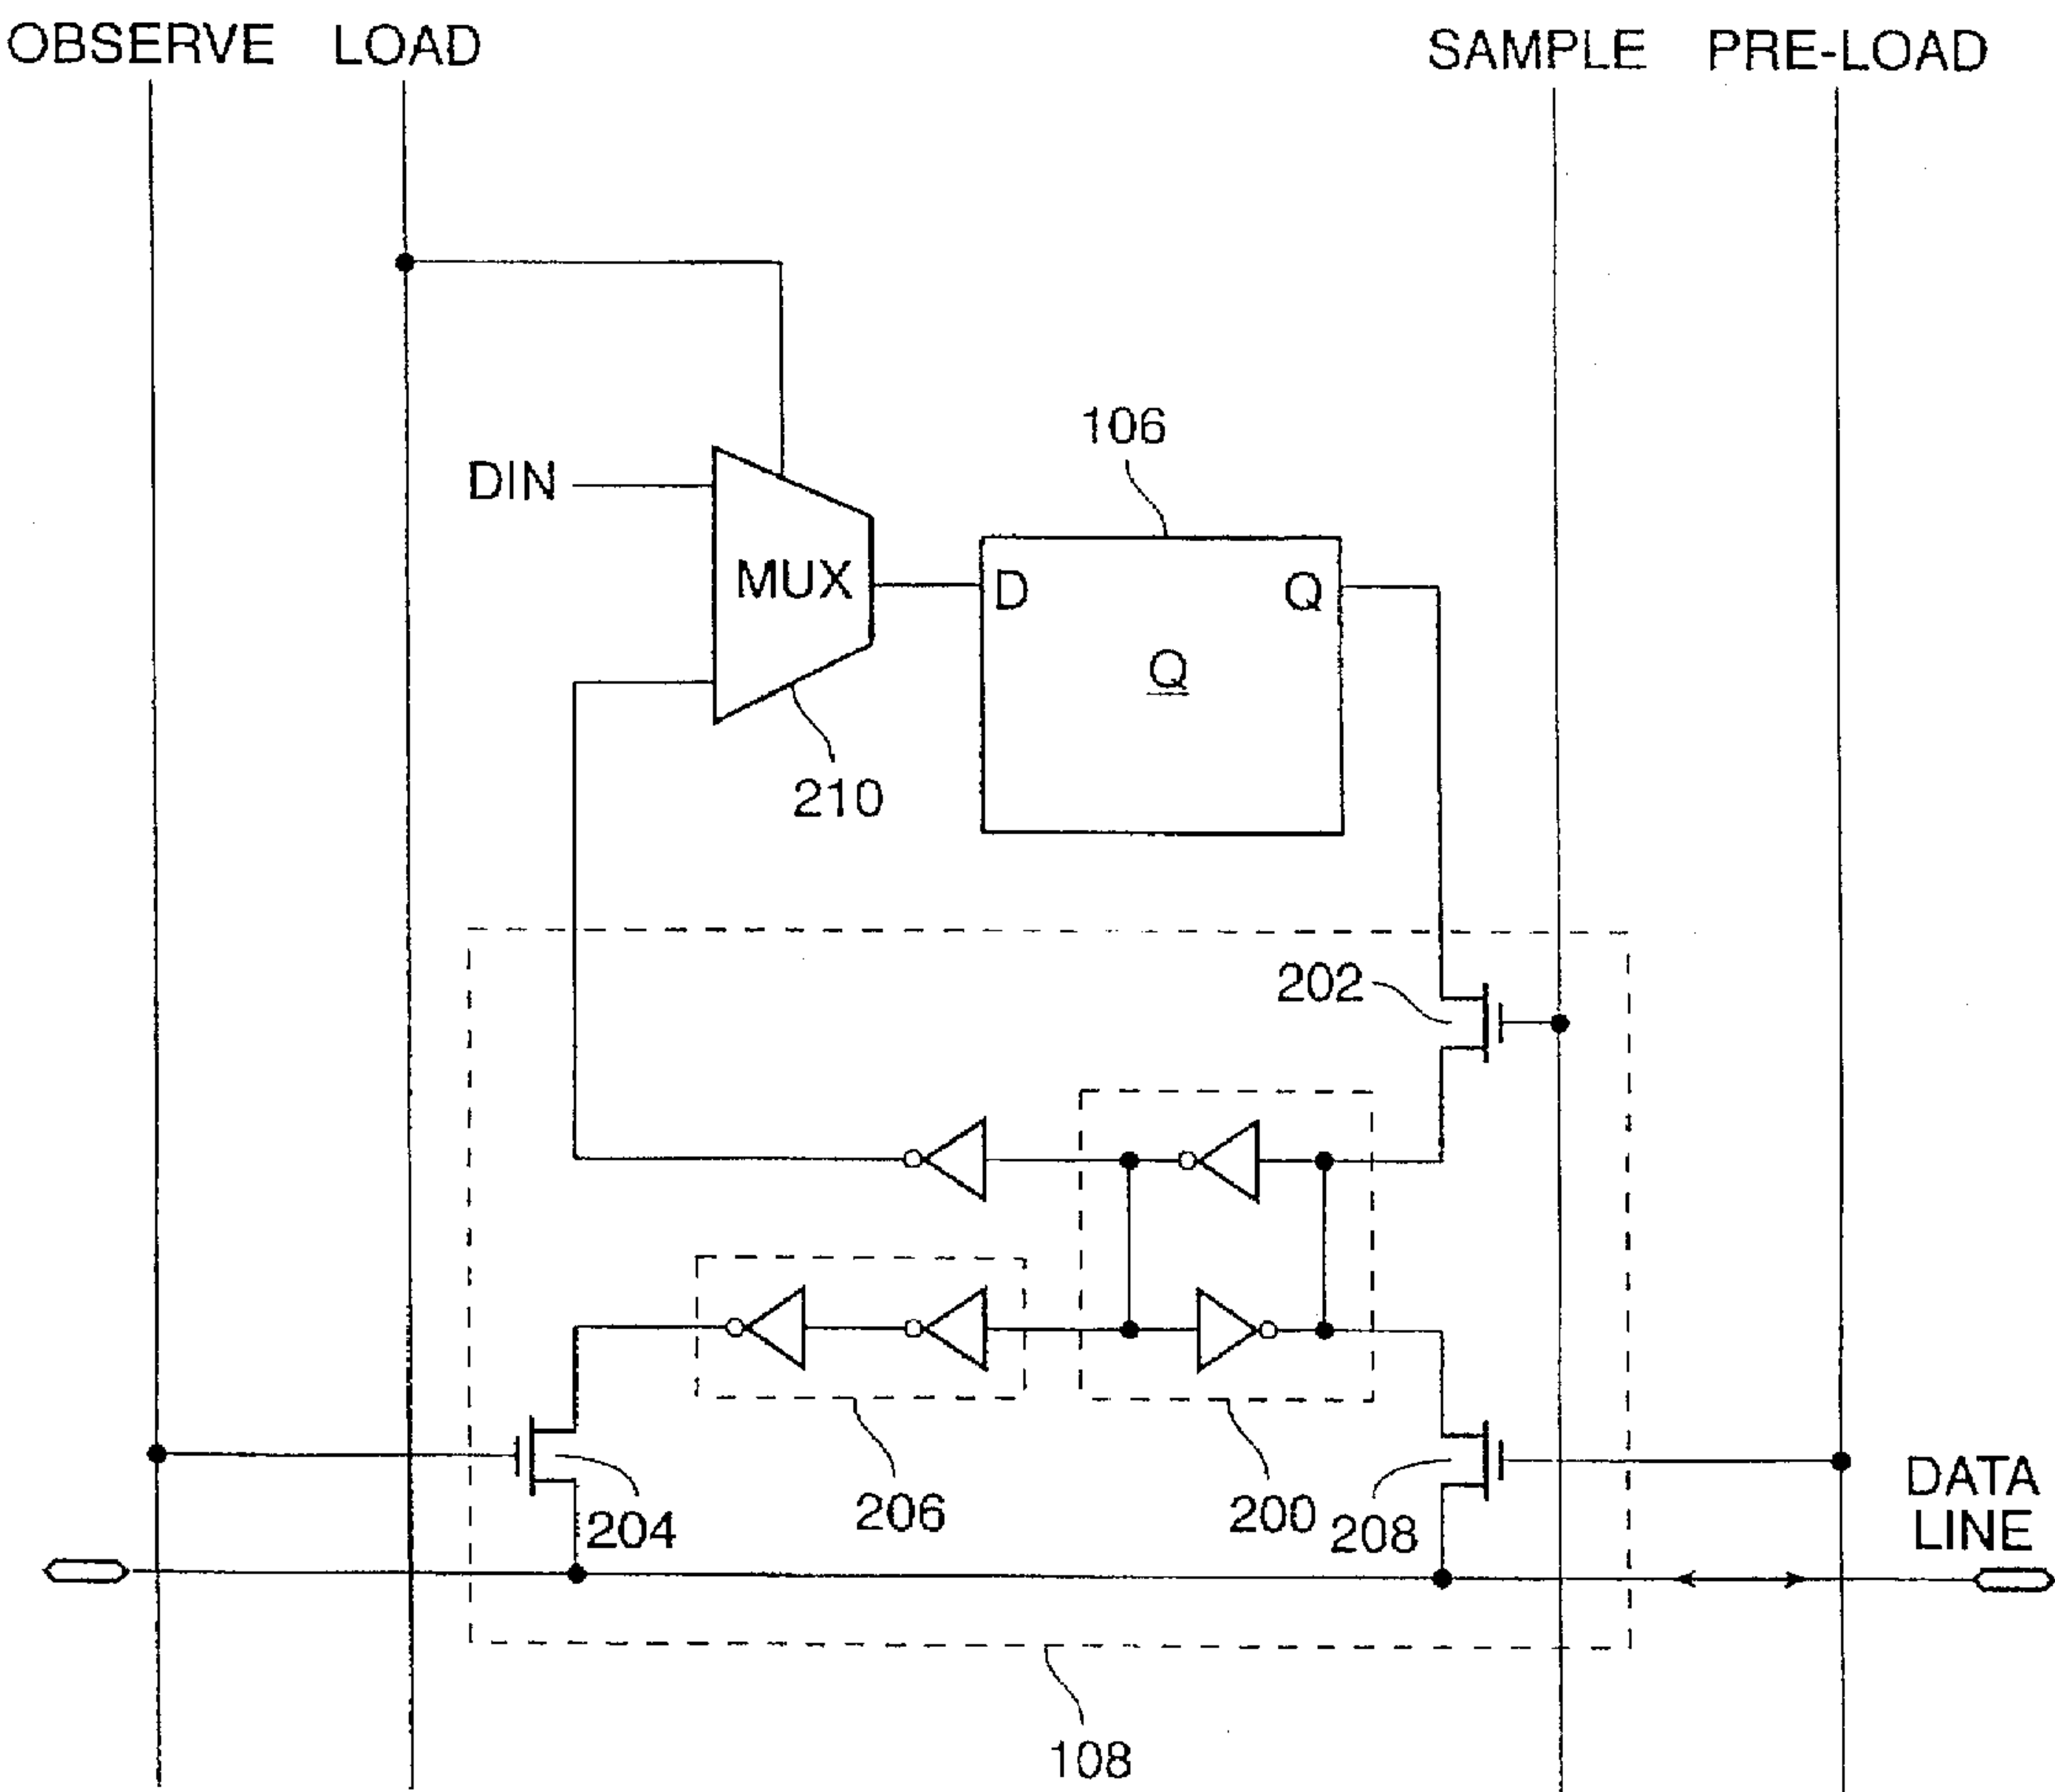 OBSERVE LOAD SAMPLE PRE-LOAD
106
DIN
MUX
D Q
Q
210
202
206
200
204
208
DATA
LINE
108